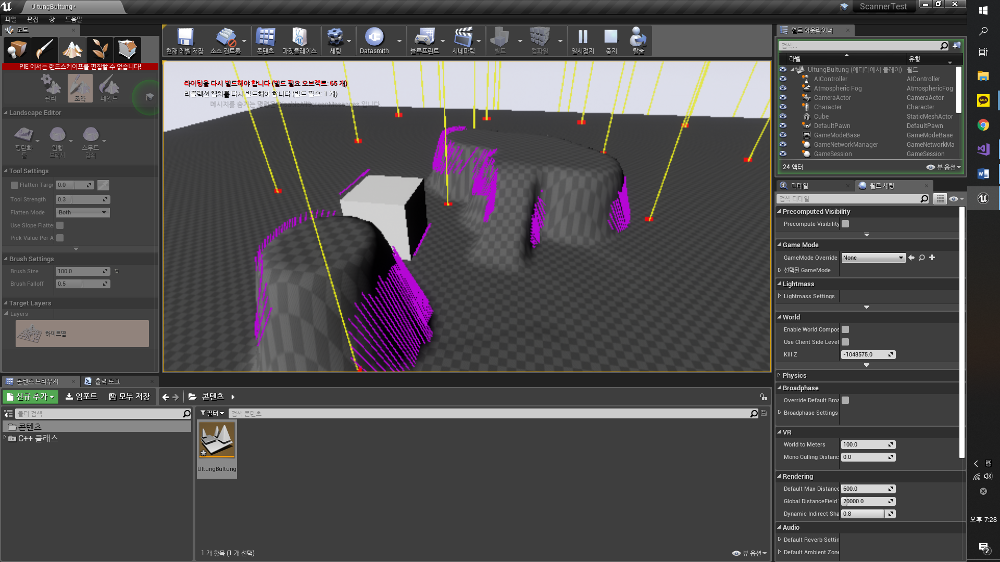 UltungBultung*
ScannerTest
파일 편집 창 도움말
모드
현재 레벨 저장 소스 컨트롤 콘텐츠 마켓플레이스 세팅 Datasmith 블루프린트 시네마틱 빌드 컴파일 일시정지 중지 탈출
PIE 에서는 랜드스케이프를 편집할 수 없습니다!
관리 조각 페인트
Landscape Editor
평탄화 원형 스무드
툴 브러시 감쇠
Tool Settings
Flatten Targe 0.0
Tool Strength 0.3
Flatten Mode Both
Use Slope Flatte
Pick Value Per A
Brush Settings
Brush Size 100.0
Brush Falloff 0.5
Target Layers
Layers
하이트맵
라이팅을 다시 빌드해야 합니다 (빌드 필요 오브젝트: 65 개)
리플렉션 캡처를 다시 빌드해야 합니다 (빌드 필요: 1 개)
메시지를 숨기는 명령은 DisableAllScreenMessages 입니다
월드 아웃라이너
검색...
라벨 유형
UltungBultung (에디터에서 플레이) 월드
AIController AIController
Atmospheric Fog AtmosphericFog
CameraActor CameraActor
Character Character
Cube StaticMeshActor
DefaultPawn DefaultPawn
GameModeBase GameModeBase
GameNetworkManager GameNetworkMa
GameSession GameSession
24 액터 뷰 옵션
디테일 월드 세팅
검색 디테일
Precomputed Visibility
Precompute Visibility
Game Mode
GameMode Override None
선택된 GameMode
Lightmass
Lightmass Settings
World
Enable World Compos
Use Client Side Level
Kill Z -1048575.0
Physics
Broadphase
Override Default Broa
Broadphase Settings
VR
World to Meters 100.0
Mono Culling Distanc 0.0
Rendering
Default Max Distance 600.0
Global DistanceField 20000.0
Dynamic Indirect Sha 0.8
Audio
Default Reverb Settin
Default Ambient Zone
콘텐츠 브라우저 출력 로그
신규 추가 임포트 모두 저장 콘텐츠
폴더 검색
필터 검색 콘텐츠
콘텐츠
C++ 클래스
UltungBultung
1 개 항목 (1 개 선택) 뷰 옵션
TALK
EPIC
GAMES
오후 7:28
2